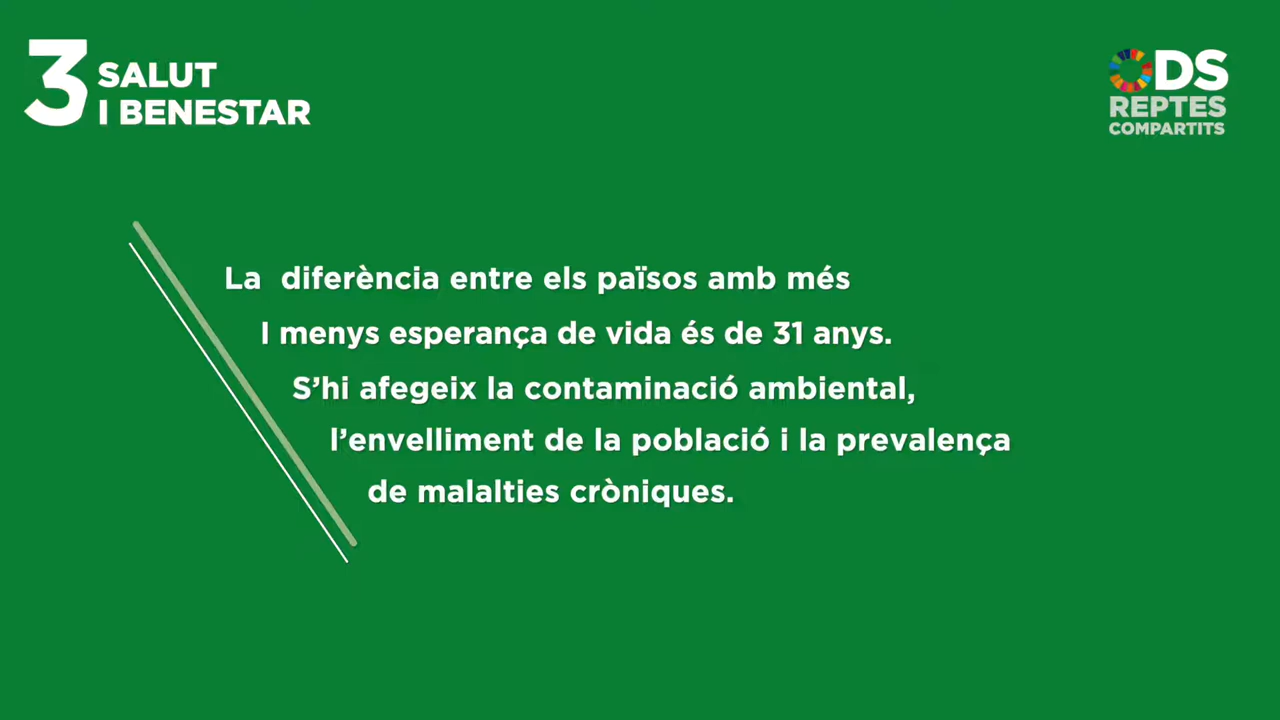 3 SALUT
I BENESTAR
ODS
REPTES
COMPARTITS
La diferència entre els països amb més
I menys esperança de vida és de 31 anys.
S’hi afegeix la contaminació ambiental,
l’envelliment de la població i la prevalença
de malalties cròniques.